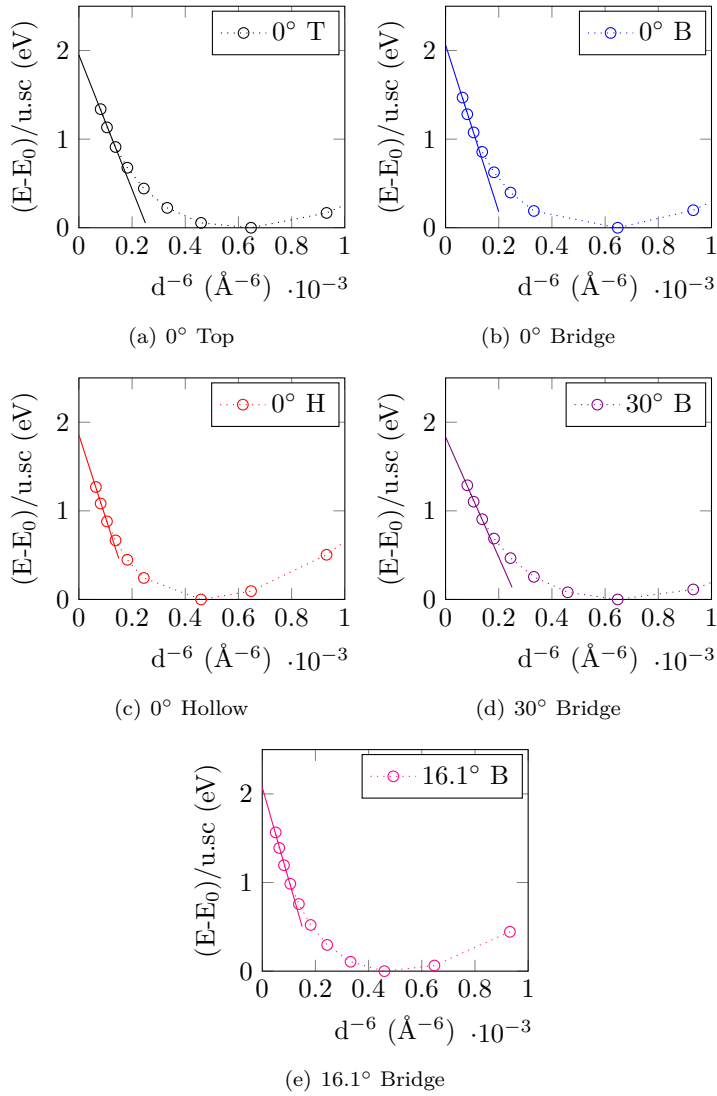 0° T
(E-E₀)/u.sc (eV)
2
1
0
0 0.2 0.4 0.6 0.8 1
d⁻⁶ (Å⁻⁶) ·10⁻³
(a) 0° Top
0° B
(E-E₀)/u.sc (eV)
2
1
0
0 0.2 0.4 0.6 0.8 1
d⁻⁶ (Å⁻⁶) ·10⁻³
(b) 0° Bridge
0° H
(E-E₀)/u.sc (eV)
2
1
0
0 0.2 0.4 0.6 0.8 1
d⁻⁶ (Å⁻⁶) ·10⁻³
(c) 0° Hollow
30° B
(E-E₀)/u.sc (eV)
2
1
0
0 0.2 0.4 0.6 0.8 1
d⁻⁶ (Å⁻⁶) ·10⁻³
(d) 30° Bridge
16.1° B
(E-E₀)/u.sc (eV)
2
1
0
0 0.2 0.4 0.6 0.8 1
d⁻⁶ (Å⁻⁶) ·10⁻³
(e) 16.1° Bridge